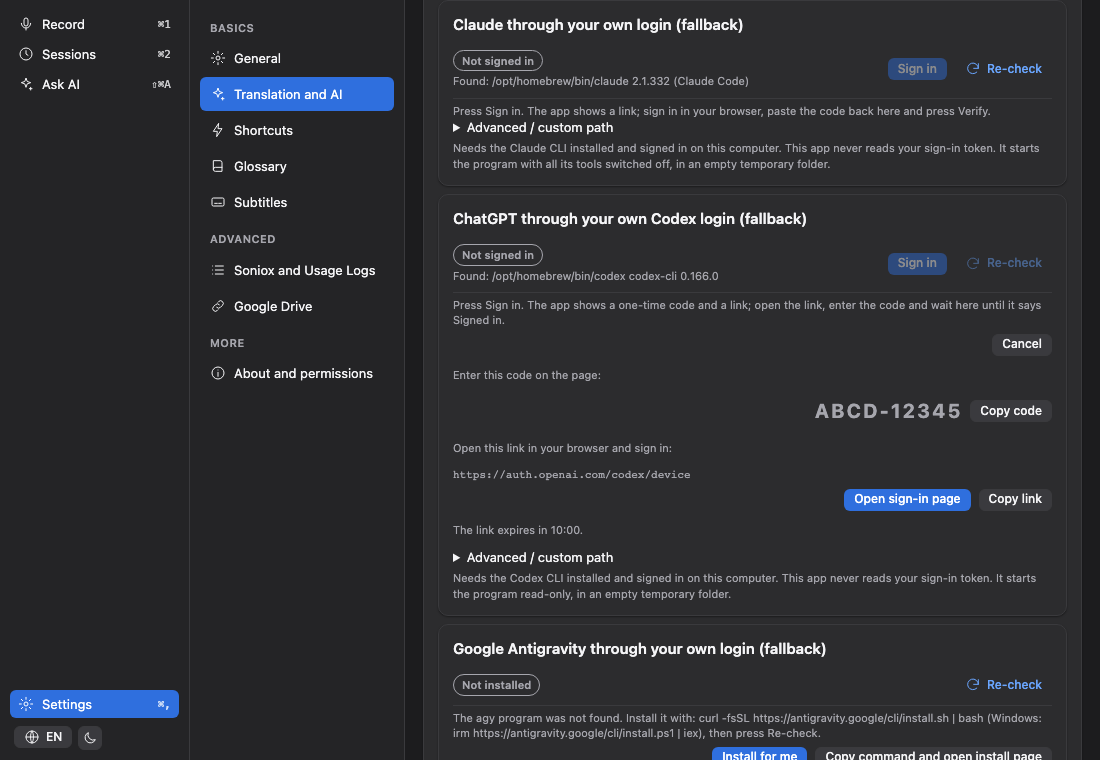 Record ⌘1
Sessions ⌘2
Ask AI ⇧⌘A
Settings ⌘,
EN
BASICS
General
Translation and AI
Shortcuts
Glossary
Subtitles
ADVANCED
Soniox and Usage Logs
Google Drive
MORE
About and permissions
Claude through your own login (fallback)
Not signed in
Found: /opt/homebrew/bin/claude 2.1.332 (Claude Code)
Sign in
Re-check
Press Sign in. The app shows a link; sign in in your browser, paste the code back here and press Verify.
Advanced / custom path
Needs the Claude CLI installed and signed in on this computer. This app never reads your sign-in token. It starts
the program with all its tools switched off, in an empty temporary folder.
ChatGPT through your own Codex login (fallback)
Not signed in
Found: /opt/homebrew/bin/codex codex-cli 0.166.0
Sign in
Re-check
Press Sign in. The app shows a one-time code and a link; open the link, enter the code and wait here until it says
Signed in.
Cancel
Enter this code on the page:
ABCD-12345
Copy code
Open this link in your browser and sign in:
https://auth.openai.com/codex/device
Open sign-in page
Copy link
The link expires in 10:00.
Advanced / custom path
Needs the Codex CLI installed and signed in on this computer. This app never reads your sign-in token. It starts
the program read-only, in an empty temporary folder.
Google Antigravity through your own login (fallback)
Not installed
Re-check
The agy program was not found. Install it with: curl -fsSL https://antigravity.google/cli/install.sh | bash (Windows:
irm https://antigravity.google/cli/install.ps1 | iex), then press Re-check.
Install for me
Copy command and open install page